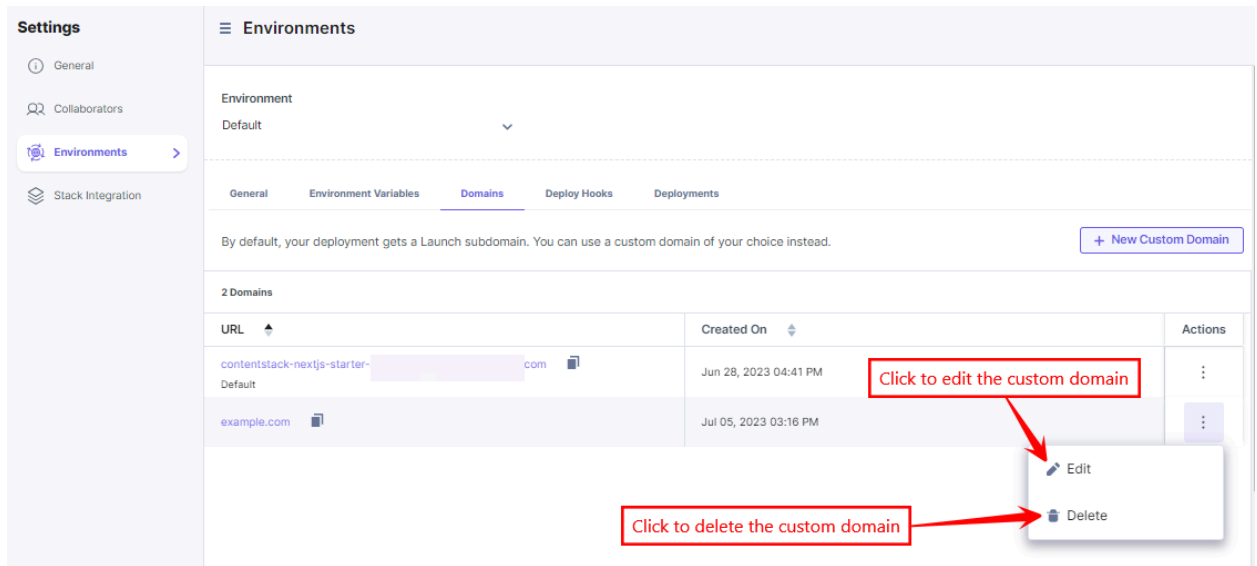 Settings
General
Collaborators
Environments
Stack Integration
Environments
Environment
Default
General Environment Variables Domains Deploy Hooks Deployments
By default, your deployment gets a Launch subdomain. You can use a custom domain of your choice instead.
+ New Custom Domain
2 Domains
URL Created On Actions
contentstack-nextjs-starter- com Jun 28, 2023 04:41 PM
Default
Click to edit the custom domain
example.com Jul 05, 2023 03:16 PM
Edit
Delete
Click to delete the custom domain